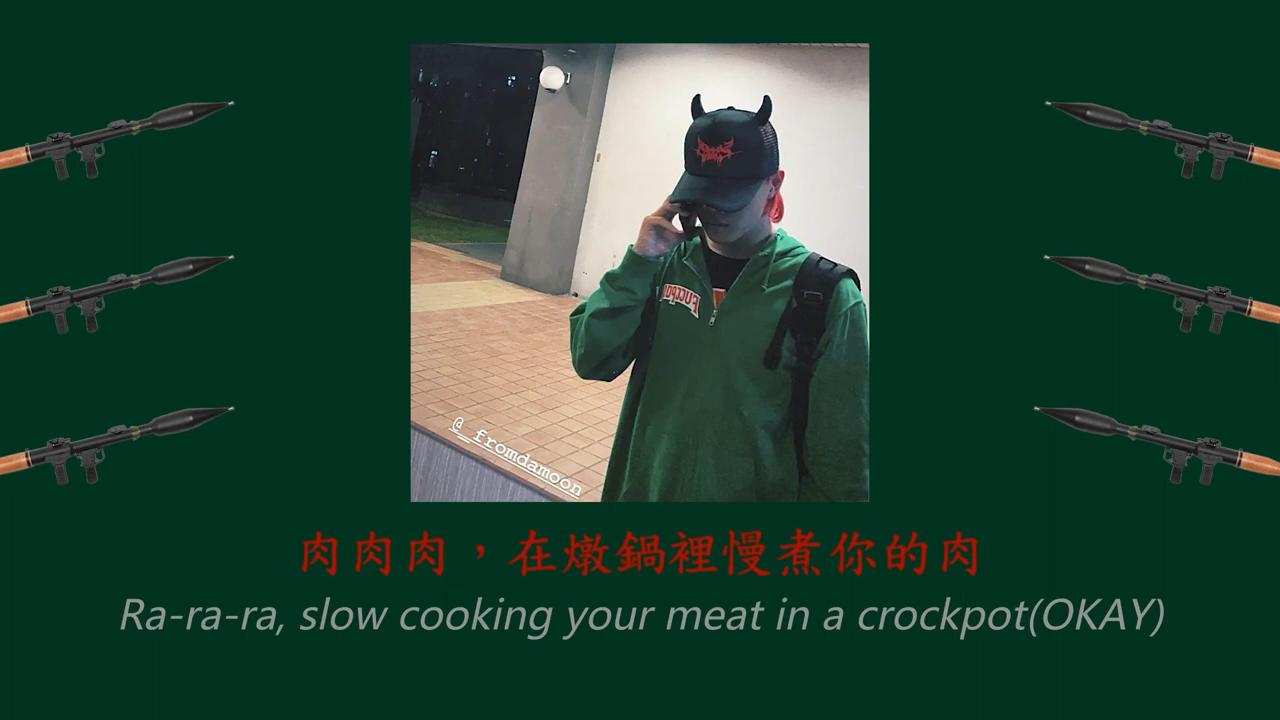 @_fromdamoon
肉肉肉，在燉鍋裡慢煮你的肉
Ra-ra-ra, slow cooking your meat in a crockpot(OKAY)